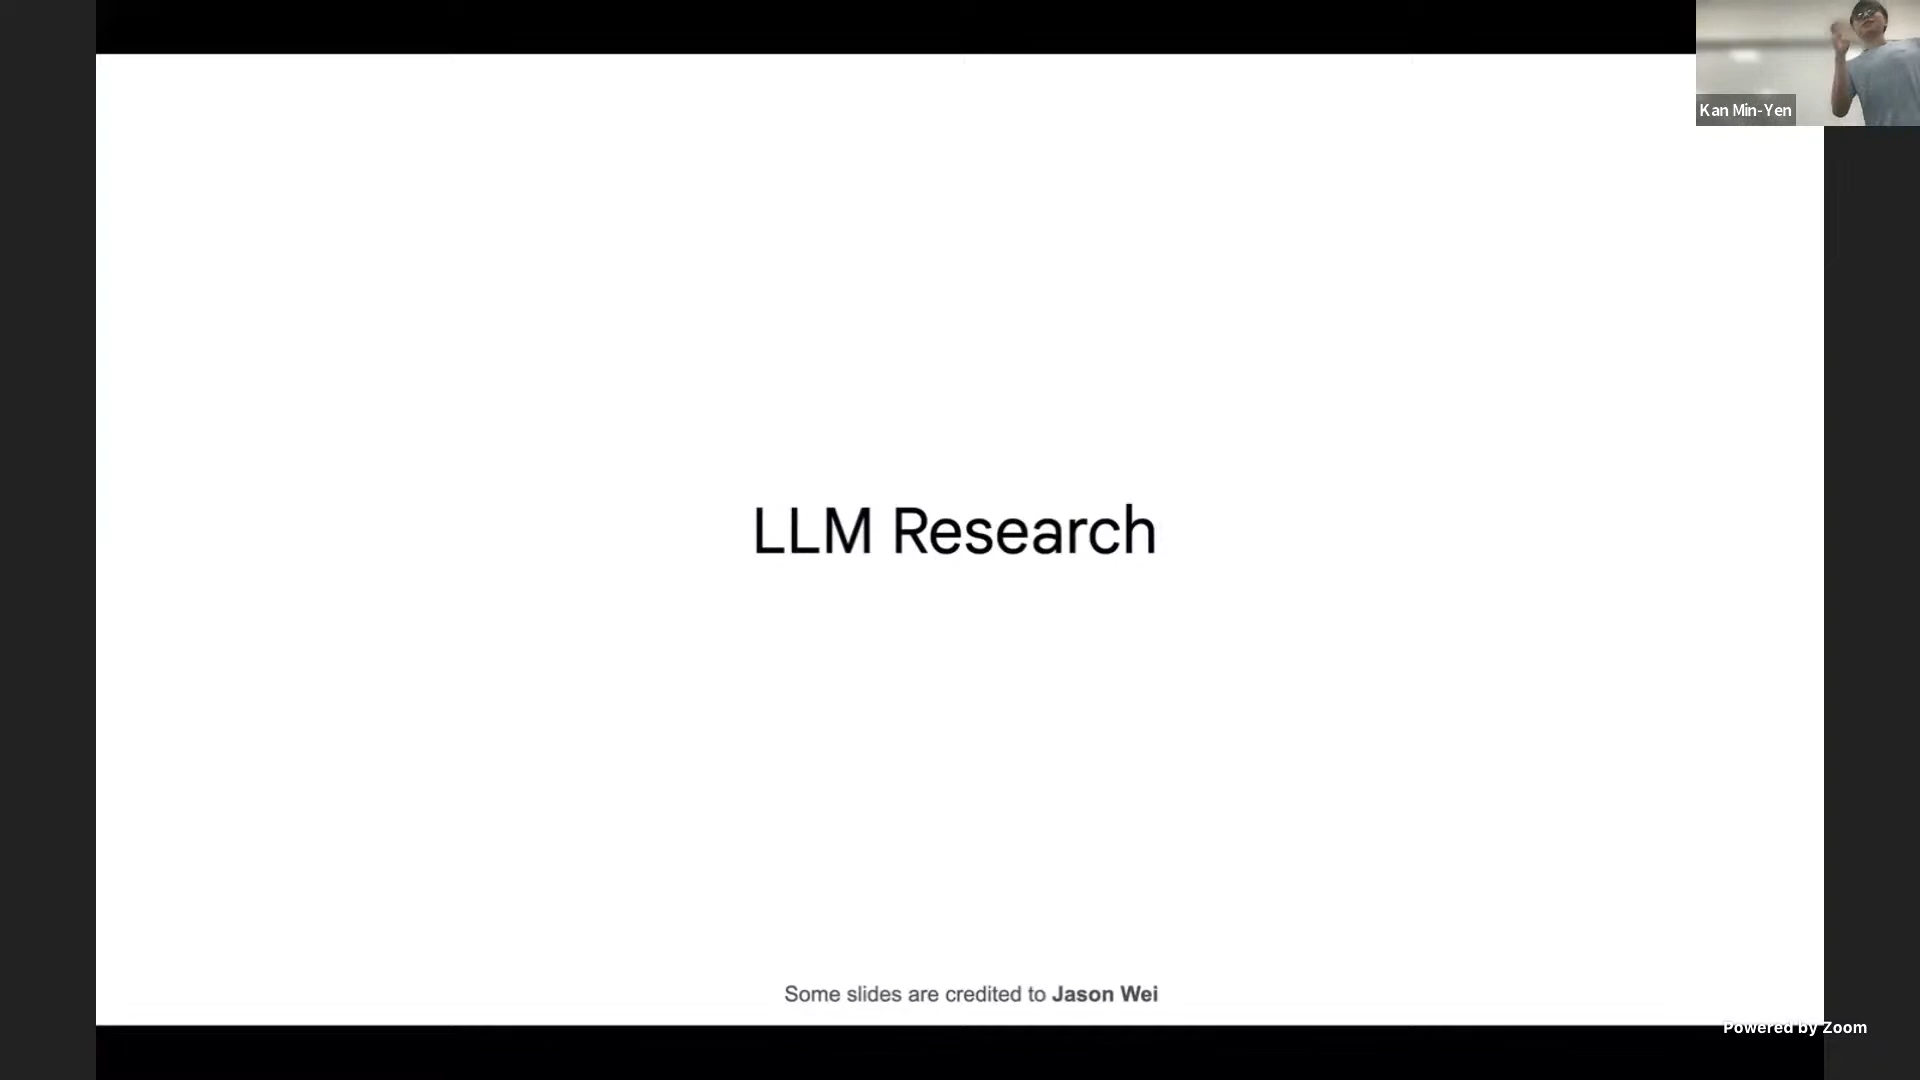 Kan Min-Yen
LLM Research
Some slides are credited to Jason Wei
Powered by Zoom